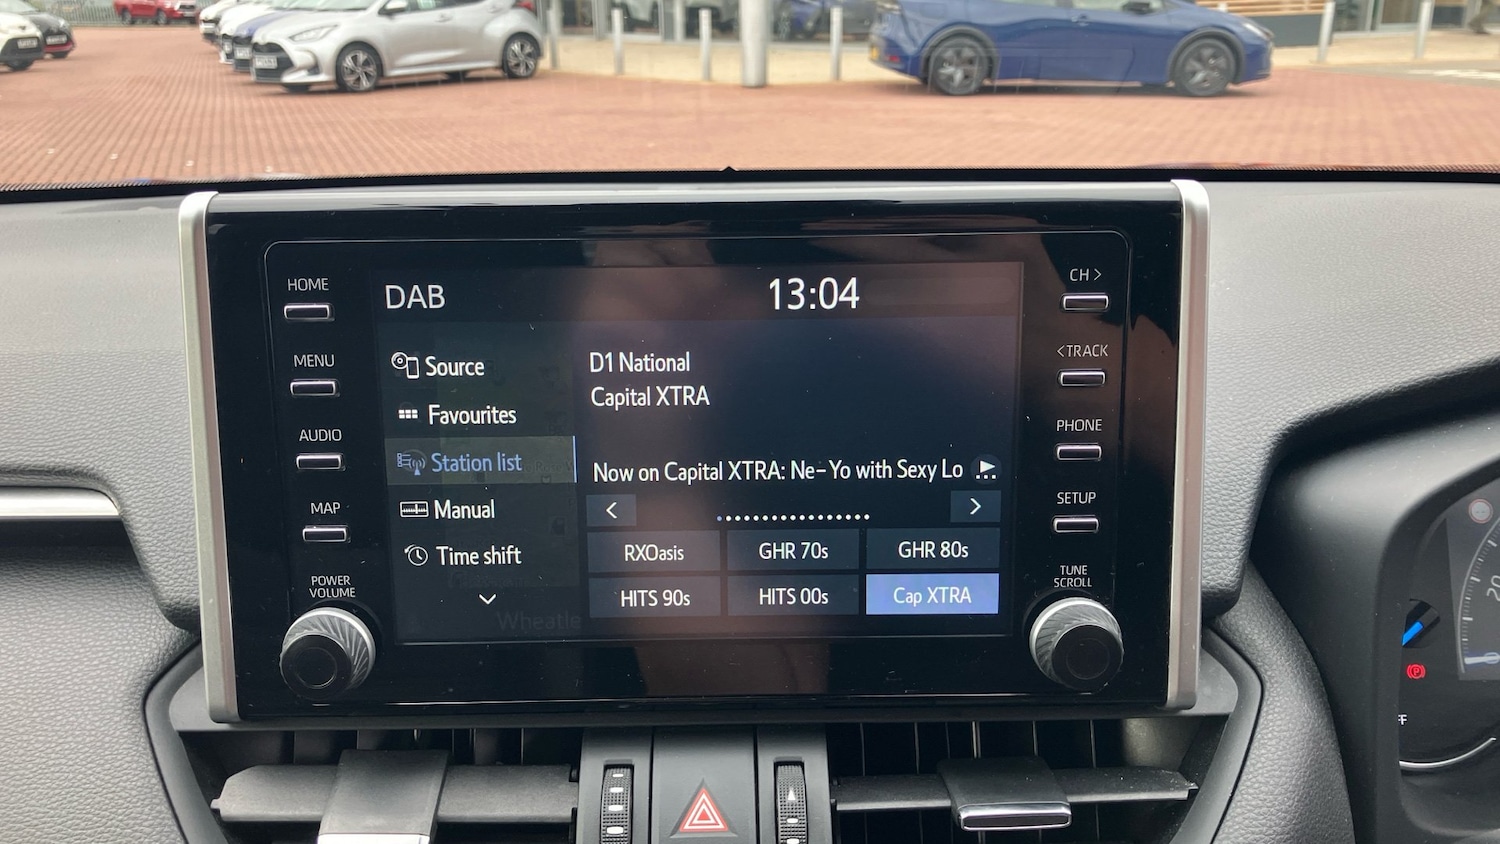 HOME
MENU
AUDIO
MAP
POWER
VOLUME
DAB
13:04
Source
Favourites
Station list
Manual
Time shift
D1 National
Capital XTRA
Now on Capital XTRA: Ne-Yo with Sexy Lo
<
>
RXOasis
GHR 70s
GHR 80s
HITS 90s
HITS 00s
Cap XTRA
Wheatle
CH >
< TRACK
PHONE
SETUP
TUNE
SCROLL
20